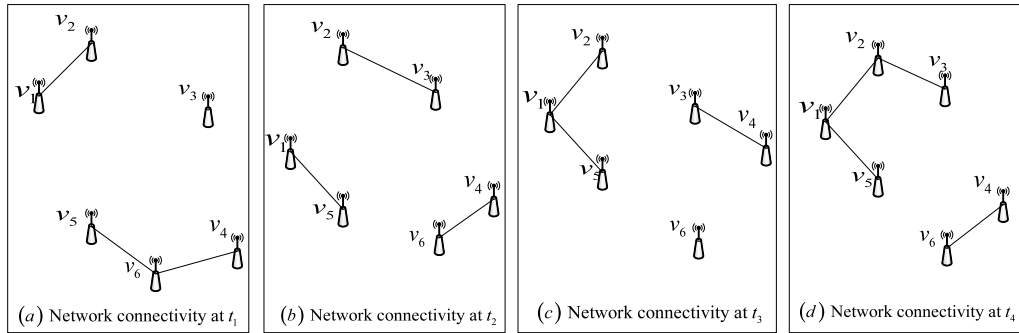 v₂
v₁
v₃
v₅
v₄
v₆
(a) Network connectivity at t₁
v₂
v₃
v₁
v₄
v₅
v₆
(b) Network connectivity at t₂
v₂
v₁
v₃
v₄
v₅
v₆
(c) Network connectivity at t₃
v₂
v₃
v₁
v₅
v₄
v₆
(d) Network connectivity at t₄